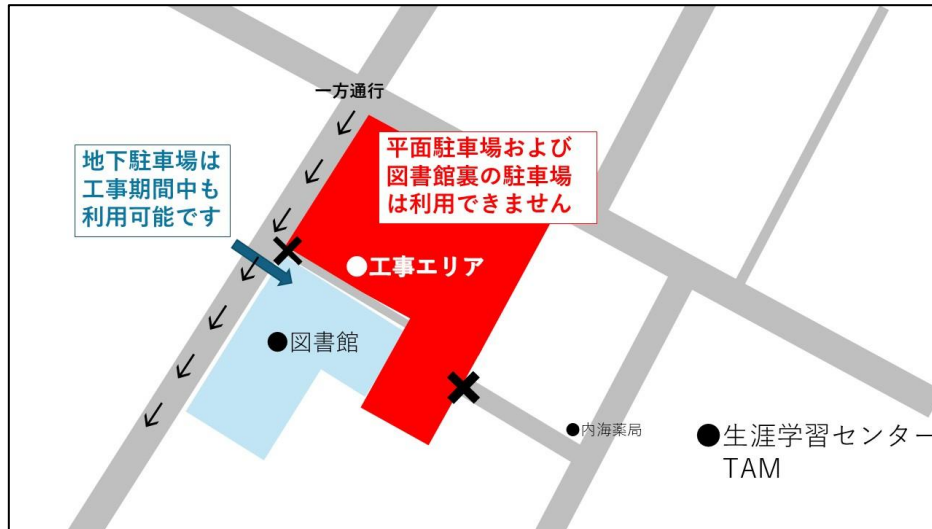 一方通行
地下駐車場は
工事期間中も
利用可能です
平面駐車場および
図書館裏の駐車場
は利用できません
●工事エリア
●図書館
●内海薬局
●生涯学習センター
TAM